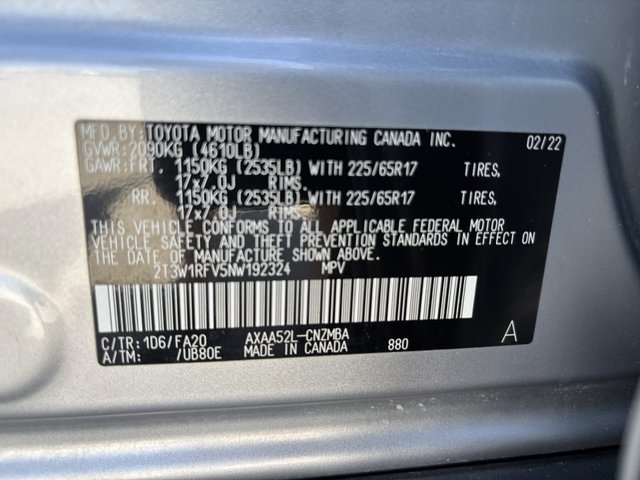 MFD. BY: TOYOTA MOTOR MANUFACTURING CANADA INC. 02/22
GVWR: 2090KG (4610LB)
GAWR: FRT. 1150KG (2535LB) WITH 225/65R17 TIRES,
17x7.0J RIMS.
RR. 1150KG (2535LB) WITH 225/65R17 TIRES,
17x7.0J RIMS.
THIS VEHICLE CONFORMS TO ALL APPLICABLE FEDERAL MOTOR
VEHICLE SAFETY AND THEFT PREVENTION STANDARDS IN EFFECT ON
THE DATE OF MANUFACTURE SHOWN ABOVE.
2T3W1RFV5NW192324 MPV
C/TR: 1D6/FA20 AXAA52L-CNZMBA
A/TM: /UB80E MADE IN CANADA 880 A